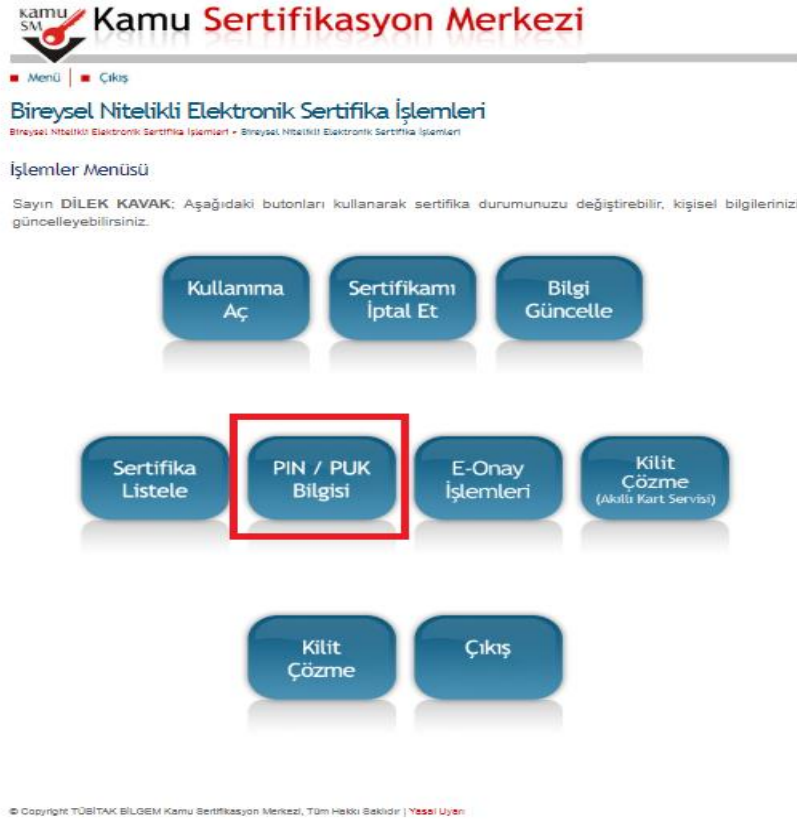 Kamu
SM
Kamu Sertifikasyon Merkezi
Menü
Çıkış
Bireysel Nitelikli Elektronik Sertifika İşlemleri
Bireysel Nitelikli Elektronik Sertifika İşlemleri - Bireysel Nitelikli Elektronik Sertifika İşlemleri
İşlemler Menüsü
Sayın DİLEK KAVAK; Aşağıdaki butonları kullanarak sertifika durumunuzu değiştirebilir, kişisel bilgilerinizi
güncelleyebilirsiniz.
Kullanıma
Aç
Sertifikamı
İptal Et
Bilgi
Güncelle
Sertifika
Listele
PIN / PUK
Bilgisi
E-Onay
İşlemleri
Kilit
Çözme
(Akıllı Kart Servisi)
Kilit
Çözme
Çıkış
© Copyright TÜBİTAK BİLGEM Kamu Sertifikasyon Merkezi, Tüm Hakkı Saklıdır | Yasal Uyarı